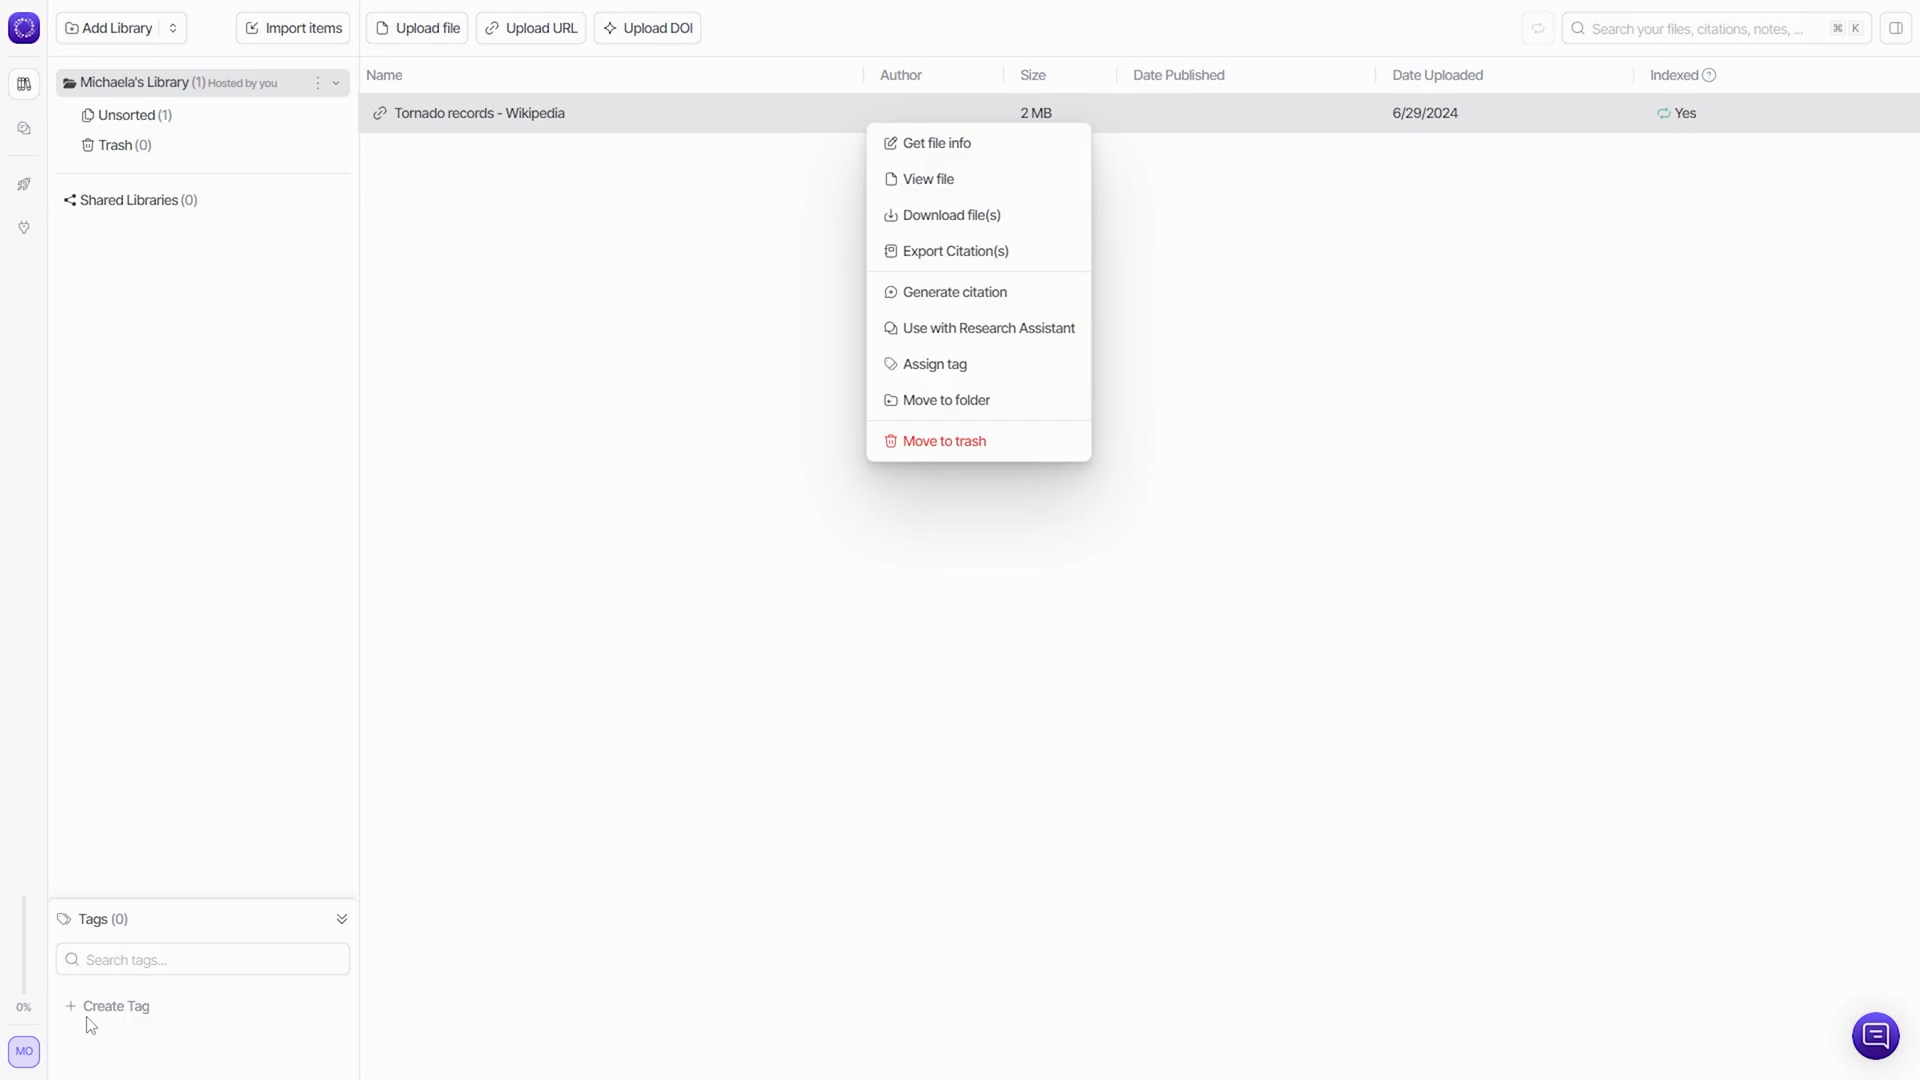 Add Library
Import items
Upload file
Upload URL
Upload DOI
Search your files, citations, notes, ...
⌘ K
Michaela's Library (1) Hosted by you
Unsorted (1)
Trash (0)
Shared Libraries (0)
Name
Author
Size
Date Published
Date Uploaded
Indexed ?
Tornado records - Wikipedia
2 MB
6/29/2024
Yes
Get file info
View file
Download file(s)
Export Citation(s)
Generate citation
Use with Research Assistant
Assign tag
Move to folder
Move to trash
Tags (0)
Search tags...
+ Create Tag
0%
MO